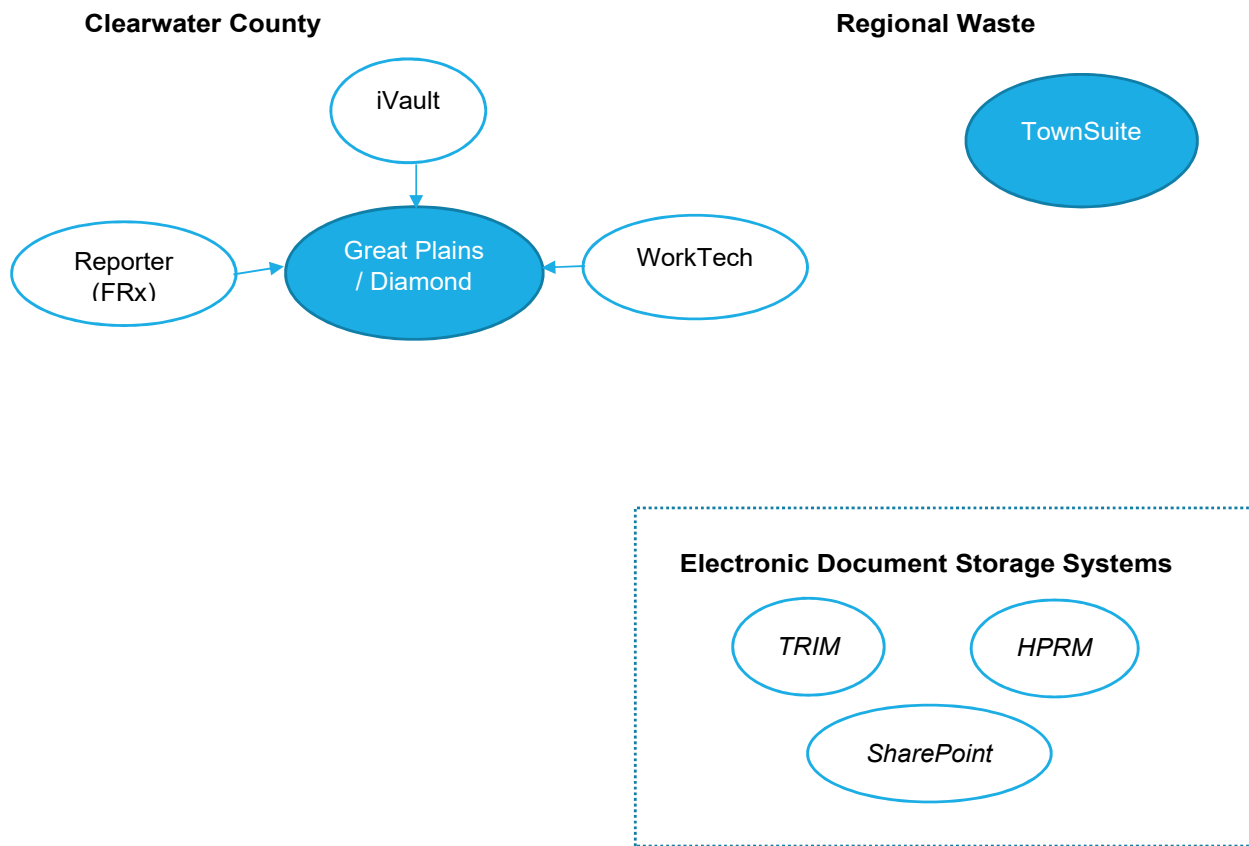 Clearwater County
Regional Waste
iVault
TownSuite
Great Plains
/ Diamond
Reporter
(FRx)
WorkTech
Electronic Document Storage Systems
TRIM
HPRM
SharePoint